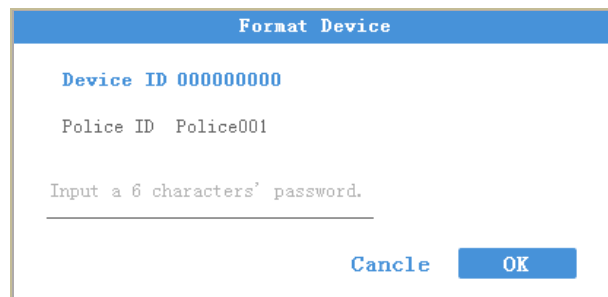 Format Device
Device ID 000000000
Police ID Police001
Input a 6 characters' password.
Cancle OK